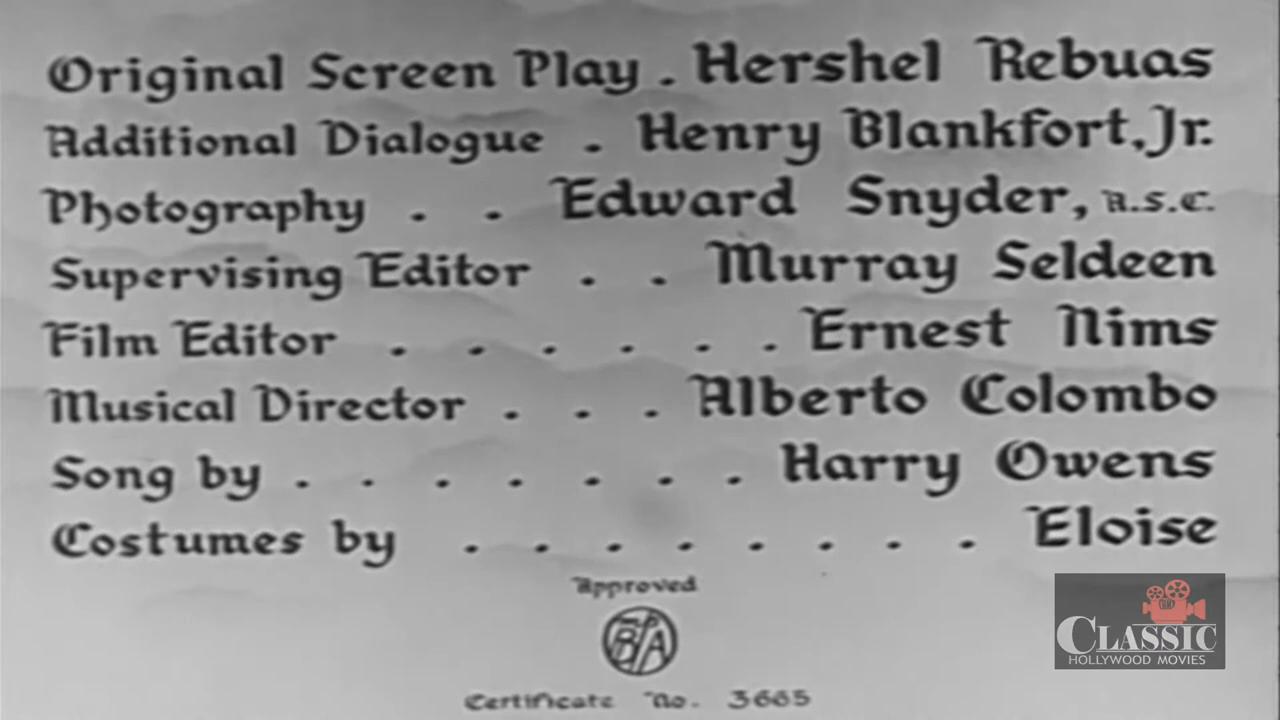 Original Screen Play . Hershel Rebuas
Additional Dialogue . Henry Blankfort, Jr.
Photography . . Edward Snyder, A.S.C.
Supervising Editor . . Murray Seldeen
Film Editor . . . . . . Ernest Nims
Musical Director . . . Alberto Colombo
Song by . . . . . . . Harry Owens
Costumes by . . . . . . . . Eloise
Approved
Certificate No. 3665
CLASSIC
HOLLYWOOD MOVIES